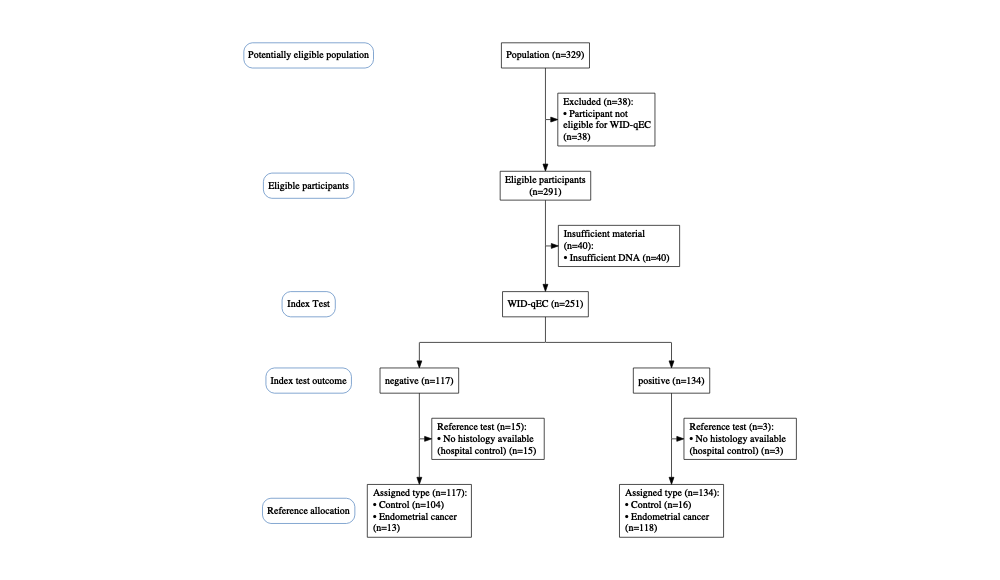 Potentially eligible population
Population (n=329)
Excluded (n=38):
• Participant not
eligible for WID-qEC
(n=38)
Eligible participants
Eligible participants
(n=291)
Insufficient material
(n=40):
• Insufficient DNA (n=40)
Index Test
WID-qEC (n=251)
Index test outcome
negative (n=117)
positive (n=134)
Reference test (n=15):
• No histology available
(hospital control) (n=15)
Reference test (n=3):
• No histology available
(hospital control) (n=3)
Reference allocation
Assigned type (n=117):
• Control (n=104)
• Endometrial cancer
(n=13)
Assigned type (n=134):
• Control (n=16)
• Endometrial cancer
(n=118)